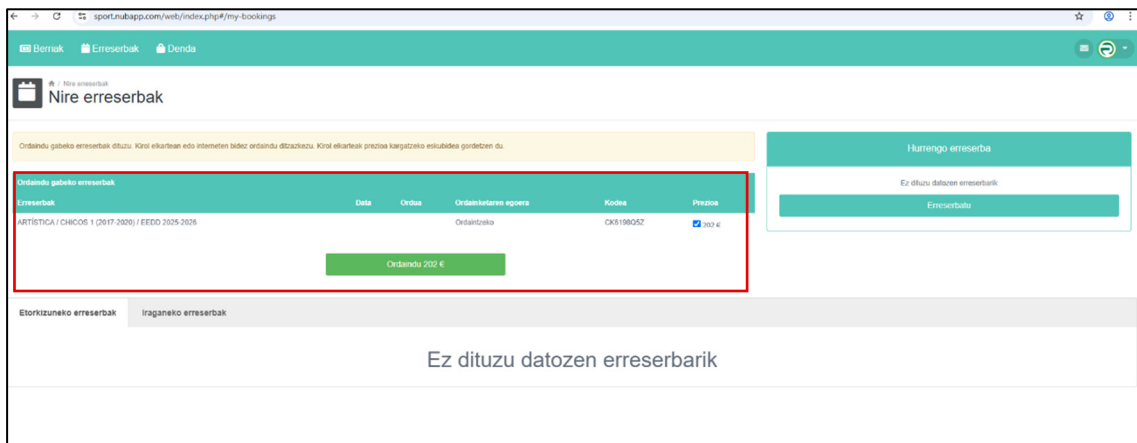 sport.nubapp.com/web/index.php#/my-bookings
Berriak Erreserbak Denda
/ Nire erreserbak
Nire erreserbak
Ordaindu gabeko erreserbak dituzu. Kirol elkartean edo interneten bidez ordaindu ditzazkezu. Kirol elkarteak prezioa kargatzeko eskubidea gordetzen du.
Hurrengo erreserba
Ez dituzu datozen erreserbarik
Erreserbatu
Ordaindu gabeko erreserbak
Erreserbak Data Ordua Ordainketaren egoera Kodea Prezioa
ARTÍSTICA / CHICOS 1 (2017-2020) / EEDD 2025-2026 Ordaintzeko CK6198Q5Z 202 €
Ordaindu 202 €
Etorkizuneko erreserbak Iraganeko erreserbak
Ez dituzu datozen erreserbarik